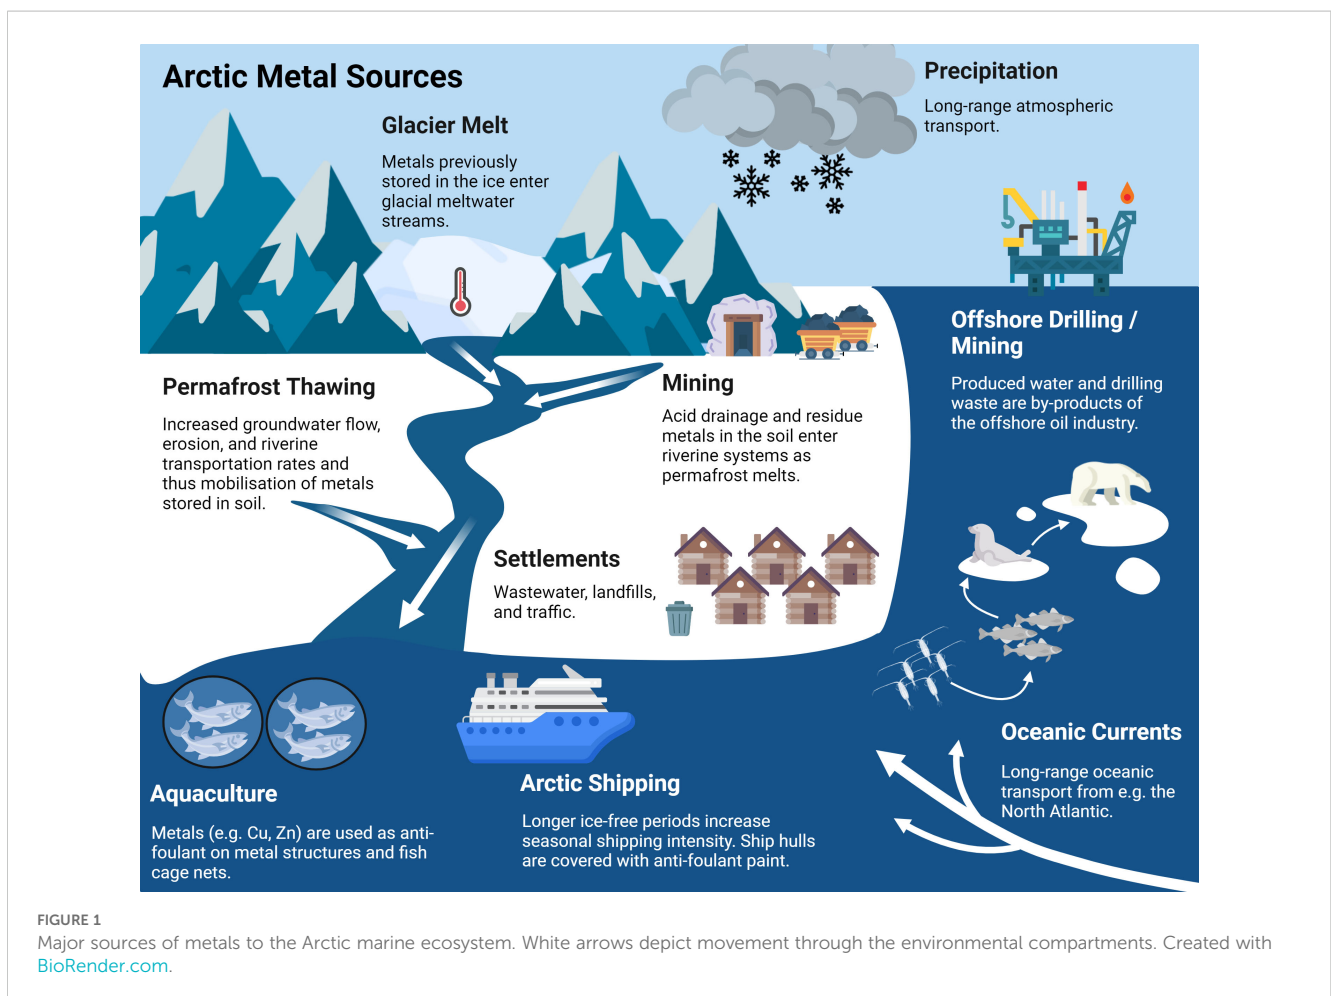 Arctic Metal Sources
Glacier Melt
Metals previously
stored in the ice enter
glacial meltwater
streams.
Precipitation
Long-range atmospheric
transport.
Offshore Drilling /
Mining
Produced water and drilling
waste are by-products of
the offshore oil industry.
Permafrost Thawing
Increased groundwater flow,
erosion, and riverine
transportation rates and
thus mobilisation of metals
stored in soil.
Mining
Acid drainage and residue
metals in the soil enter
riverine systems as
permafrost melts.
Settlements
Wastewater, landfills,
and traffic.
Aquaculture
Metals (e.g. Cu, Zn) are used as anti-
foulant on metal structures and fish
cage nets.
Arctic Shipping
Longer ice-free periods increase
seasonal shipping intensity. Ship hulls
are covered with anti-foulant paint.
Oceanic Currents
Long-range oceanic
transport from e.g. the
North Atlantic.
FIGURE 1
Major sources of metals to the Arctic marine ecosystem. White arrows depict movement through the environmental compartments. Created with
BioRender.com.